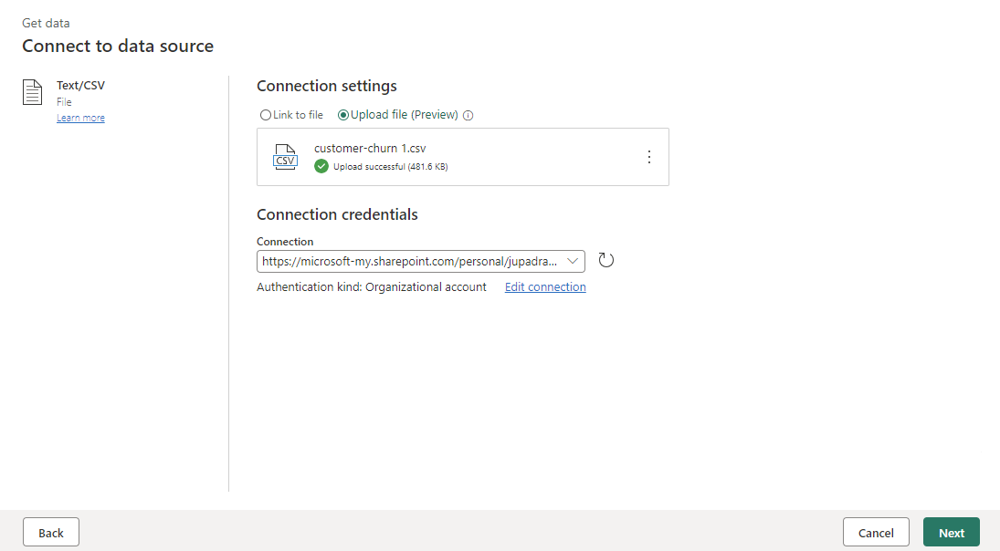 Get data
Connect to data source
Text/CSV
File
Learn more
Connection settings
Link to file Upload file (Preview)
CSV
customer-churn 1.csv
Upload successful (481.6 KB)
Connection credentials
Connection
https://microsoft-my.sharepoint.com/personal/jupadra...
Authentication kind: Organizational account Edit connection
Back Cancel Next